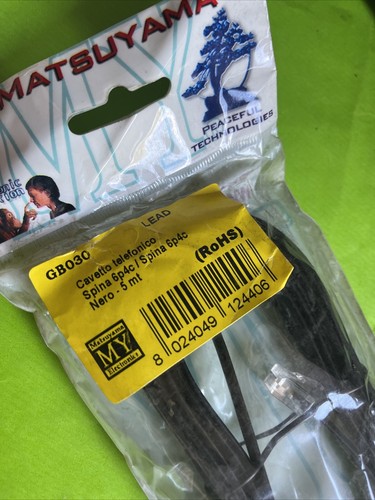 MATSUYAMA
PEACEFUL
TECHNOLOGIES
GB030
LEAD
Cavetto telefonico
Spina 6p4c / Spina 6p4c
Nero - 5 mt
(RoHS)
Matsuyama
MY
Electronics
8 024049 124406